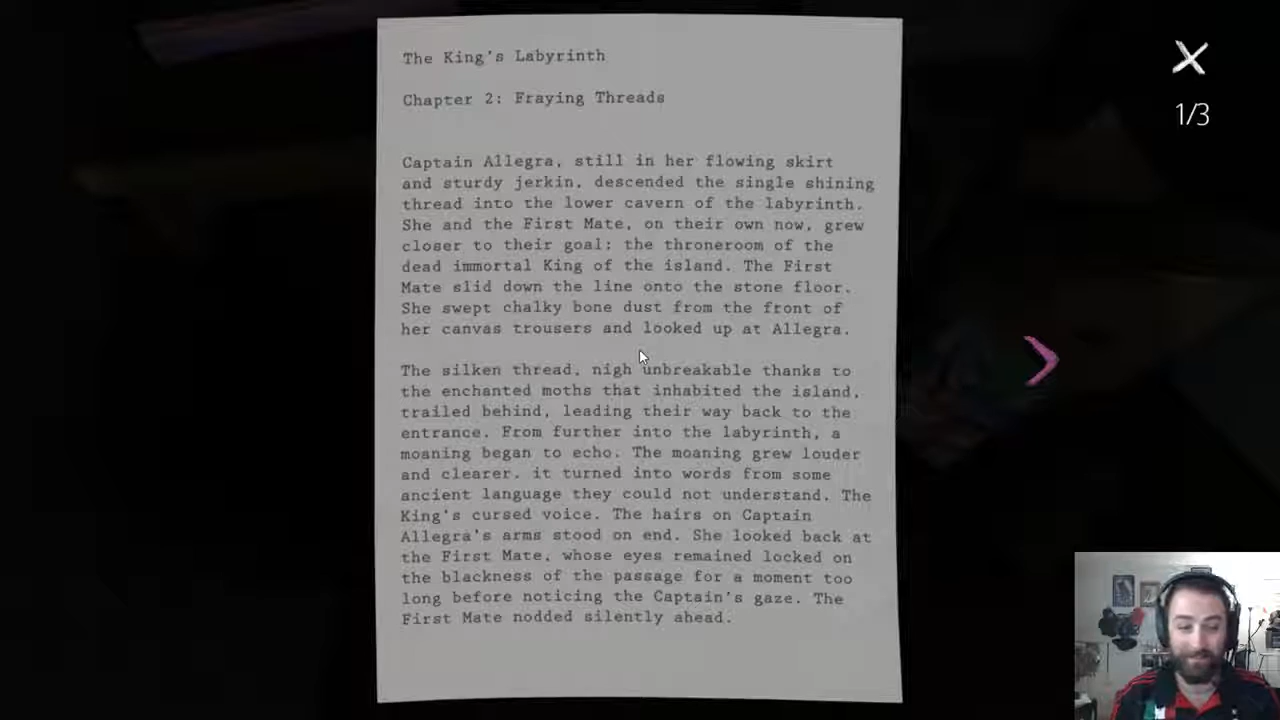 The King's Labyrinth
Chapter 2: Fraying Threads
Captain Allegra, still in her flowing skirt
and sturdy jerkin, descended the single shining
thread into the lower cavern of the labyrinth.
She and the First Mate, on their own now, grew
closer to their goal: the throneroom of the
dead immortal King of the island. The First
Mate slid down the line onto the stone floor.
She swept chalky bone dust from the front of
her canvas trousers and looked up at Allegra.
The silken thread, nigh unbreakable thanks to
the enchanted moths that inhabited the island,
trailed behind, leading their way back to the
entrance. From further into the labyrinth, a
moaning began to echo. The moaning grew louder
and clearer. it turned into words from some
ancient language they could not understand. The
King's cursed voice. The hairs on Captain
Allegra's arms stood on end. She looked back at
the First Mate, whose eyes remained locked on
the blackness of the passage for a moment too
long before noticing the Captain's gaze. The
First Mate nodded silently ahead.
1/3